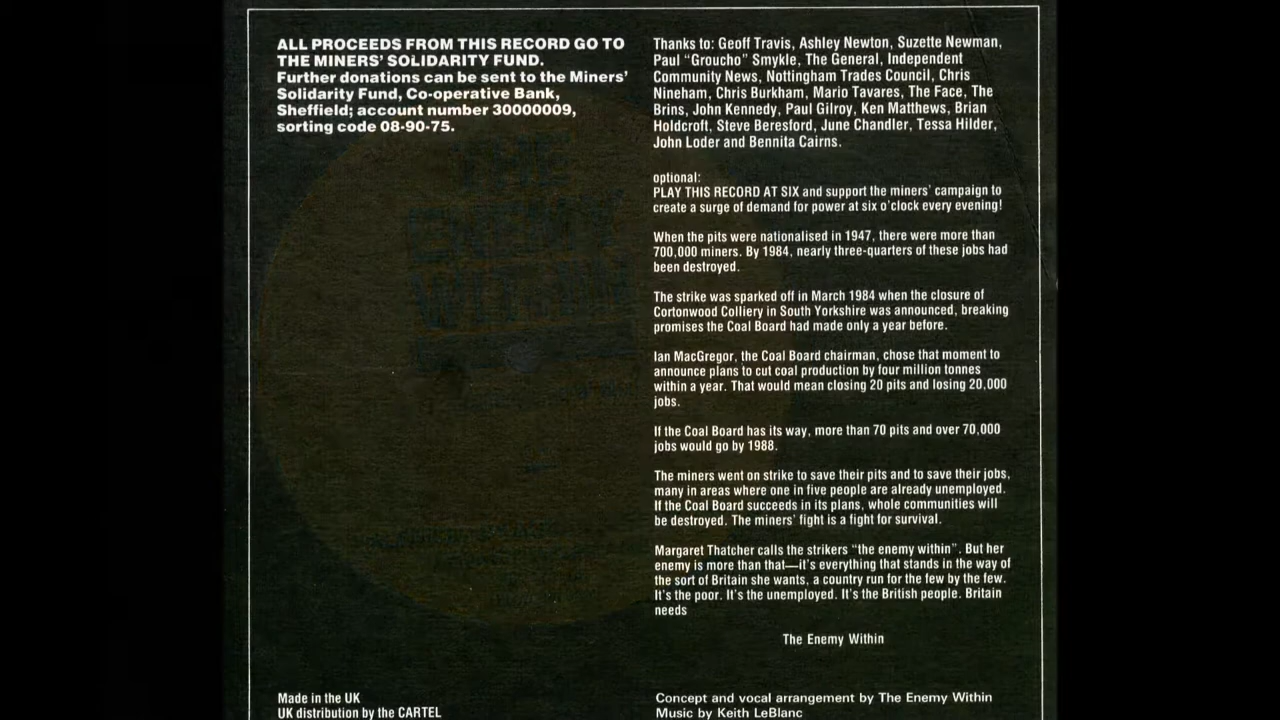 ALL PROCEEDS FROM THIS RECORD GO TO
THE MINERS' SOLIDARITY FUND.
Further donations can be sent to the Miners'
Solidarity Fund, Co-operative Bank,
Sheffield; account number 30000009,
sorting code 08-90-75.
Thanks to: Geoff Travis, Ashley Newton, Suzette Newman,
Paul "Groucho" Smykle, The General, Independent
Community News, Nottingham Trades Council, Chris
Nineham, Chris Burkham, Mario Tavares, The Face, The
Brins, John Kennedy, Paul Gilroy, Ken Matthews, Brian
Holdcroft, Steve Beresford, June Chandler, Tessa Hilder,
John Loder and Bennita Cairns.
optional:
PLAY THIS RECORD AT SIX and support the miners' campaign to
create a surge of demand for power at six o'clock every evening!
When the pits were nationalised in 1947, there were more than
700,000 miners. By 1984, nearly three-quarters of these jobs had
been destroyed.
The strike was sparked off in March 1984 when the closure of
Cortonwood Colliery in South Yorkshire was announced, breaking
promises the Coal Board had made only a year before.
Ian MacGregor, the Coal Board chairman, chose that moment to
announce plans to cut coal production by four million tonnes
within a year. That would mean closing 20 pits and losing 20,000
jobs.
If the Coal Board has its way, more than 70 pits and over 70,000
jobs would go by 1988.
The miners went on strike to save their pits and to save their jobs,
many in areas where one in five people are already unemployed.
If the Coal Board succeeds in its plans, whole communities will
be destroyed. The miners' fight is a fight for survival.
Margaret Thatcher calls the strikers "the enemy within". But her
enemy is more than that—it's everything that stands in the way of
the sort of Britain she wants, a country run for the few by the few.
It's the poor. It's the unemployed. It's the British people. Britain
needs
The Enemy Within
Made in the UK
UK distribution by the CARTEL
Concept and vocal arrangement by The Enemy Within
Music by Keith LeBlanc
THE
ENEMY
WITHIN